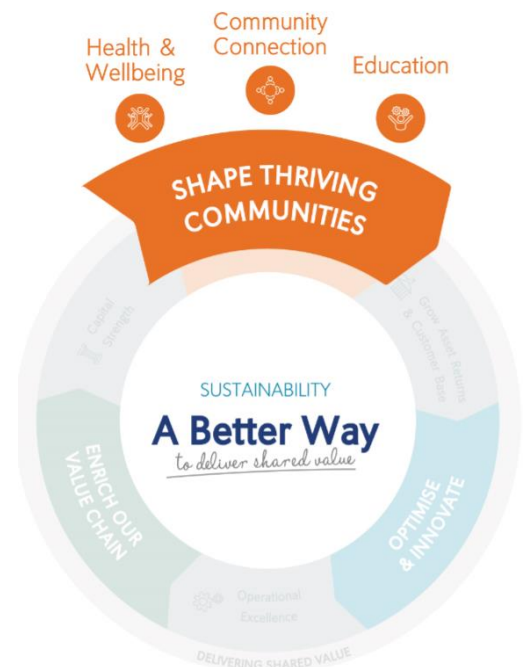 Health &
Wellbeing
Community
Connection
Education
SHAPE THRIVING
COMMUNITIES
Capital
Strength
Grow Asset Returns
& Customer Base
SUSTAINABILITY
A Better Way
to deliver shared value
ENRICH OUR
VALUE CHAIN
OPTIMISE
& INNOVATE
Operational
Excellence
DELIVERING SHARED VALUE